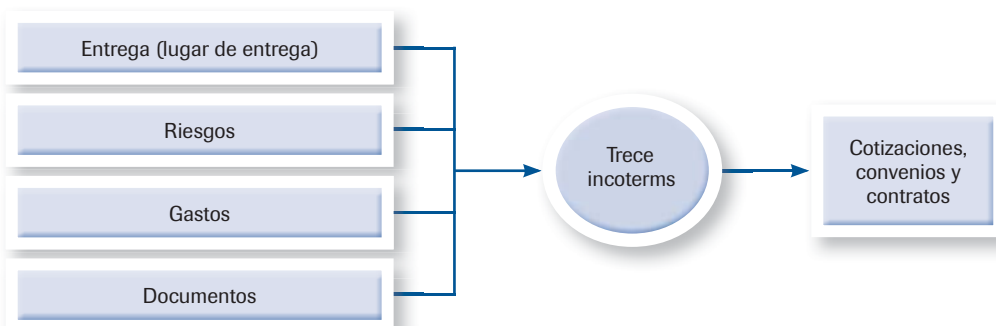 Entrega (lugar de entrega)
Riesgos
Gastos
Documentos
Trece
incoterms
Cotizaciones,
convenios y
contratos